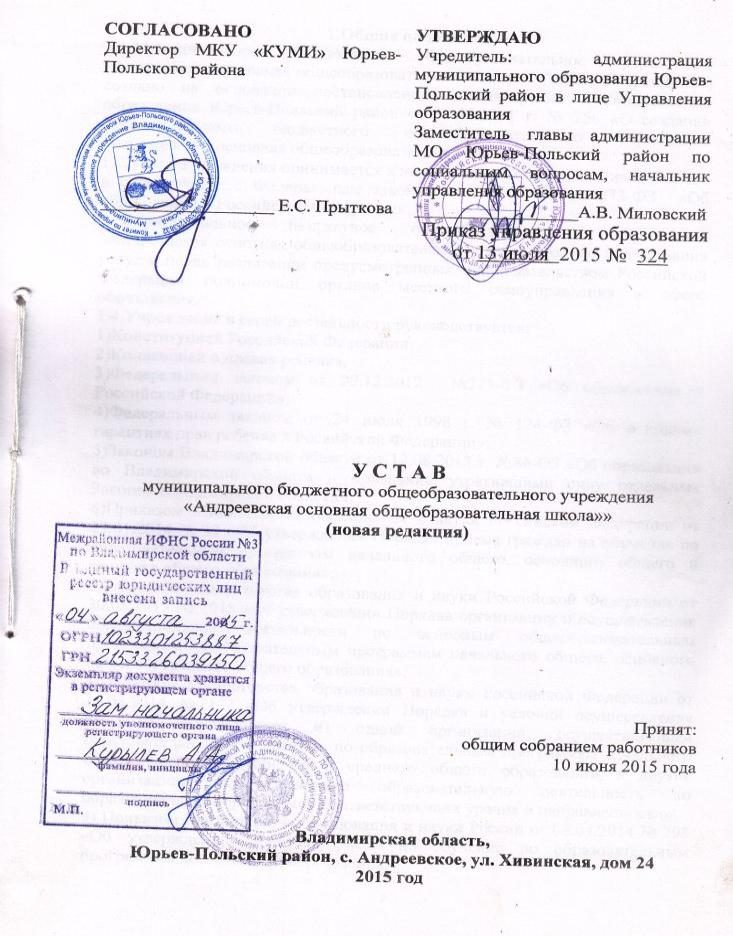 СОГЛАСОВАНО
Директор МКУ «КУМИ» Юрьев-
Польского района
Е.С. Прыткова
УТВЕРЖДАЮ
Учредитель: администрация
муниципального образования Юрьев-
Польский район в лице Управления
образования
Заместитель главы администрации
МО Юрьев-Польский район по
социальным вопросам, начальник
управления образования
А.В. Миловский
Приказ управления образования
от 13 июля 2015 № 324
У С Т А В
муниципального бюджетного общеобразовательного учреждения
«Андреевская основная общеобразовательная школа»»
(новая редакция)
Межрайонная ИФНС России №3
по Владимирской области
В Единый государственный
реестр юридических лиц
внесена запись
«04» августа 2015 г.
ОГРН 1023301253887
ГРН 2153326039150
Экземпляр документа хранится
в регистрирующем органе
Зам. начальника
должность уполномоченного лица
регистрирующего органа
Курылев А.А.
фамилия, инициалы
подпись
М.П.
Принят:
общим собранием работников
10 июня 2015 года
Владимирская область,
Юрьев-Польский район, с. Андреевское, ул. Хивинская, дом 24
2015 год